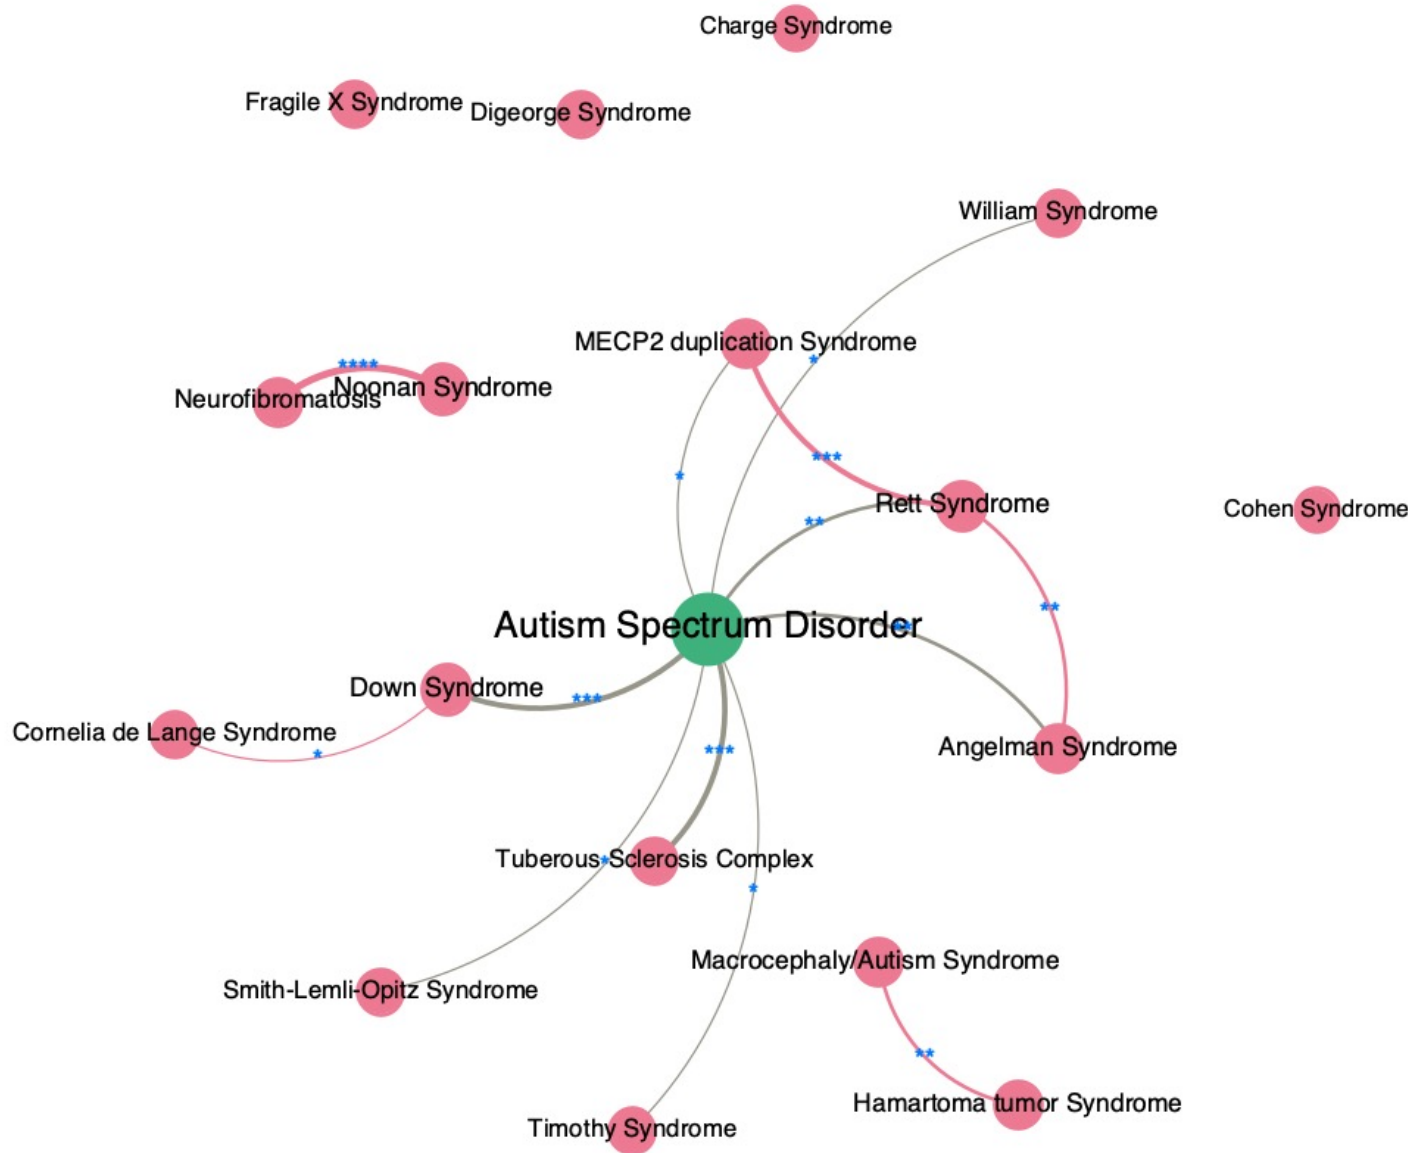 Charge Syndrome
Fragile X Syndrome
Digeorge Syndrome
William Syndrome
MECP2 duplication Syndrome
*
****
Noonan Syndrome
Neurofibromatosis
***
*
Rett Syndrome
Cohen Syndrome
**
**
Autism Spectrum Disorder
**
Down Syndrome
***
Cornelia de Lange Syndrome
*
Angelman Syndrome
***
Tuberous Sclerosis Complex
*
*
Macrocephaly/Autism Syndrome
Smith-Lemli-Opitz Syndrome
**
Hamartoma tumor Syndrome
Timothy Syndrome